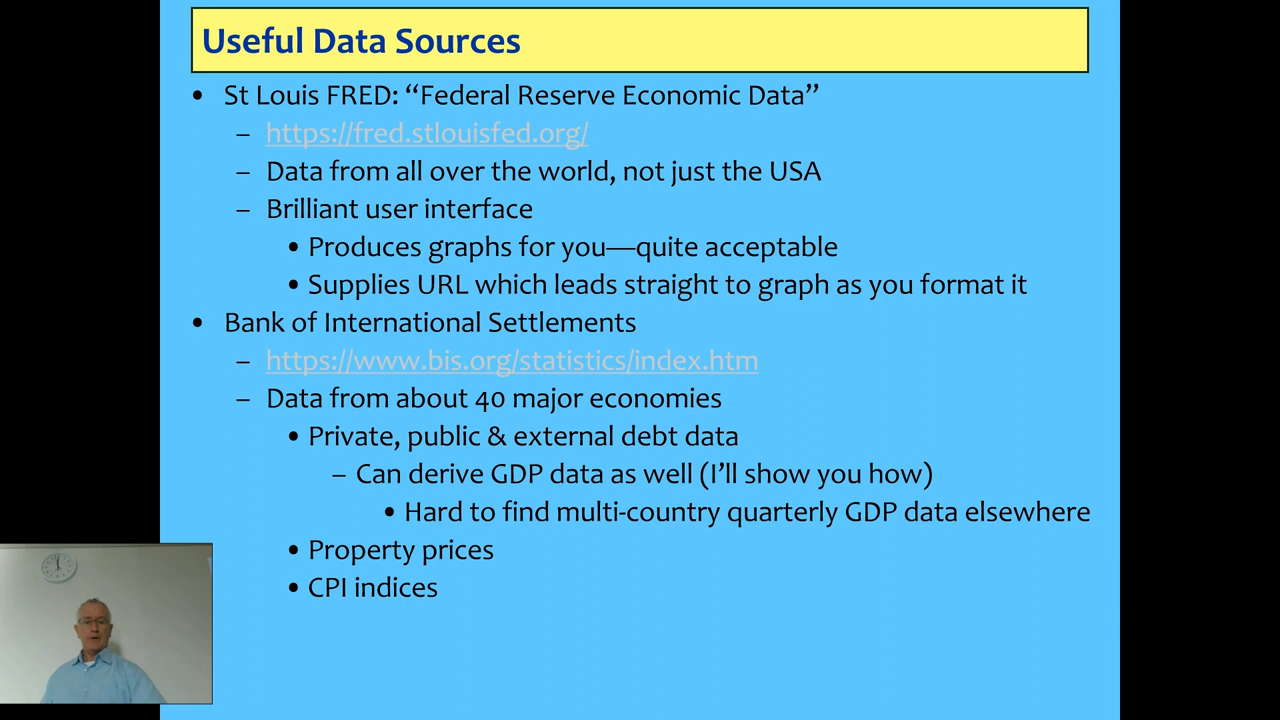 Useful Data Sources
• St Louis FRED: “Federal Reserve Economic Data”
– https://fred.stlouisfed.org/
– Data from all over the world, not just the USA
– Brilliant user interface
• Produces graphs for you—quite acceptable
• Supplies URL which leads straight to graph as you format it
• Bank of International Settlements
– https://www.bis.org/statistics/index.htm
– Data from about 40 major economies
• Private, public & external debt data
– Can derive GDP data as well (I’ll show you how)
• Hard to find multi-country quarterly GDP data elsewhere
• Property prices
• CPI indices